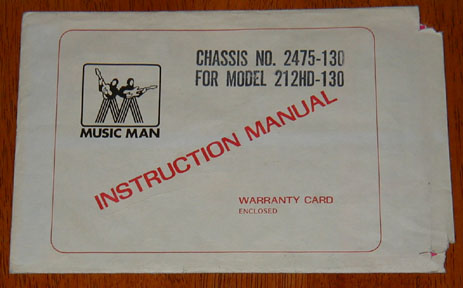 CHASSIS NO. 2475-130
FOR MODEL 212HD-130
MUSIC MAN
INSTRUCTION MANUAL
WARRANTY CARD
ENCLOSED